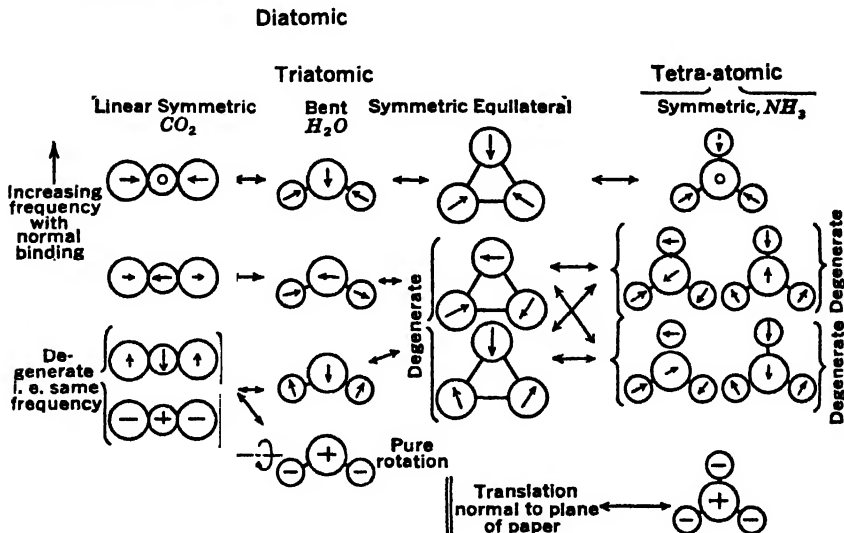 Diatomic
Triatomic
Tetra-atomic
Linear Symmetric
CO₂
Bent
H₂O
Symmetric Equilateral
Symmetric, NH₃
Increasing
frequency
with
normal
binding
Degenerate
Degenerate
Degenerate
De-
generate
i. e. same
frequency
Pure
rotation
Translation
normal to plane
of paper